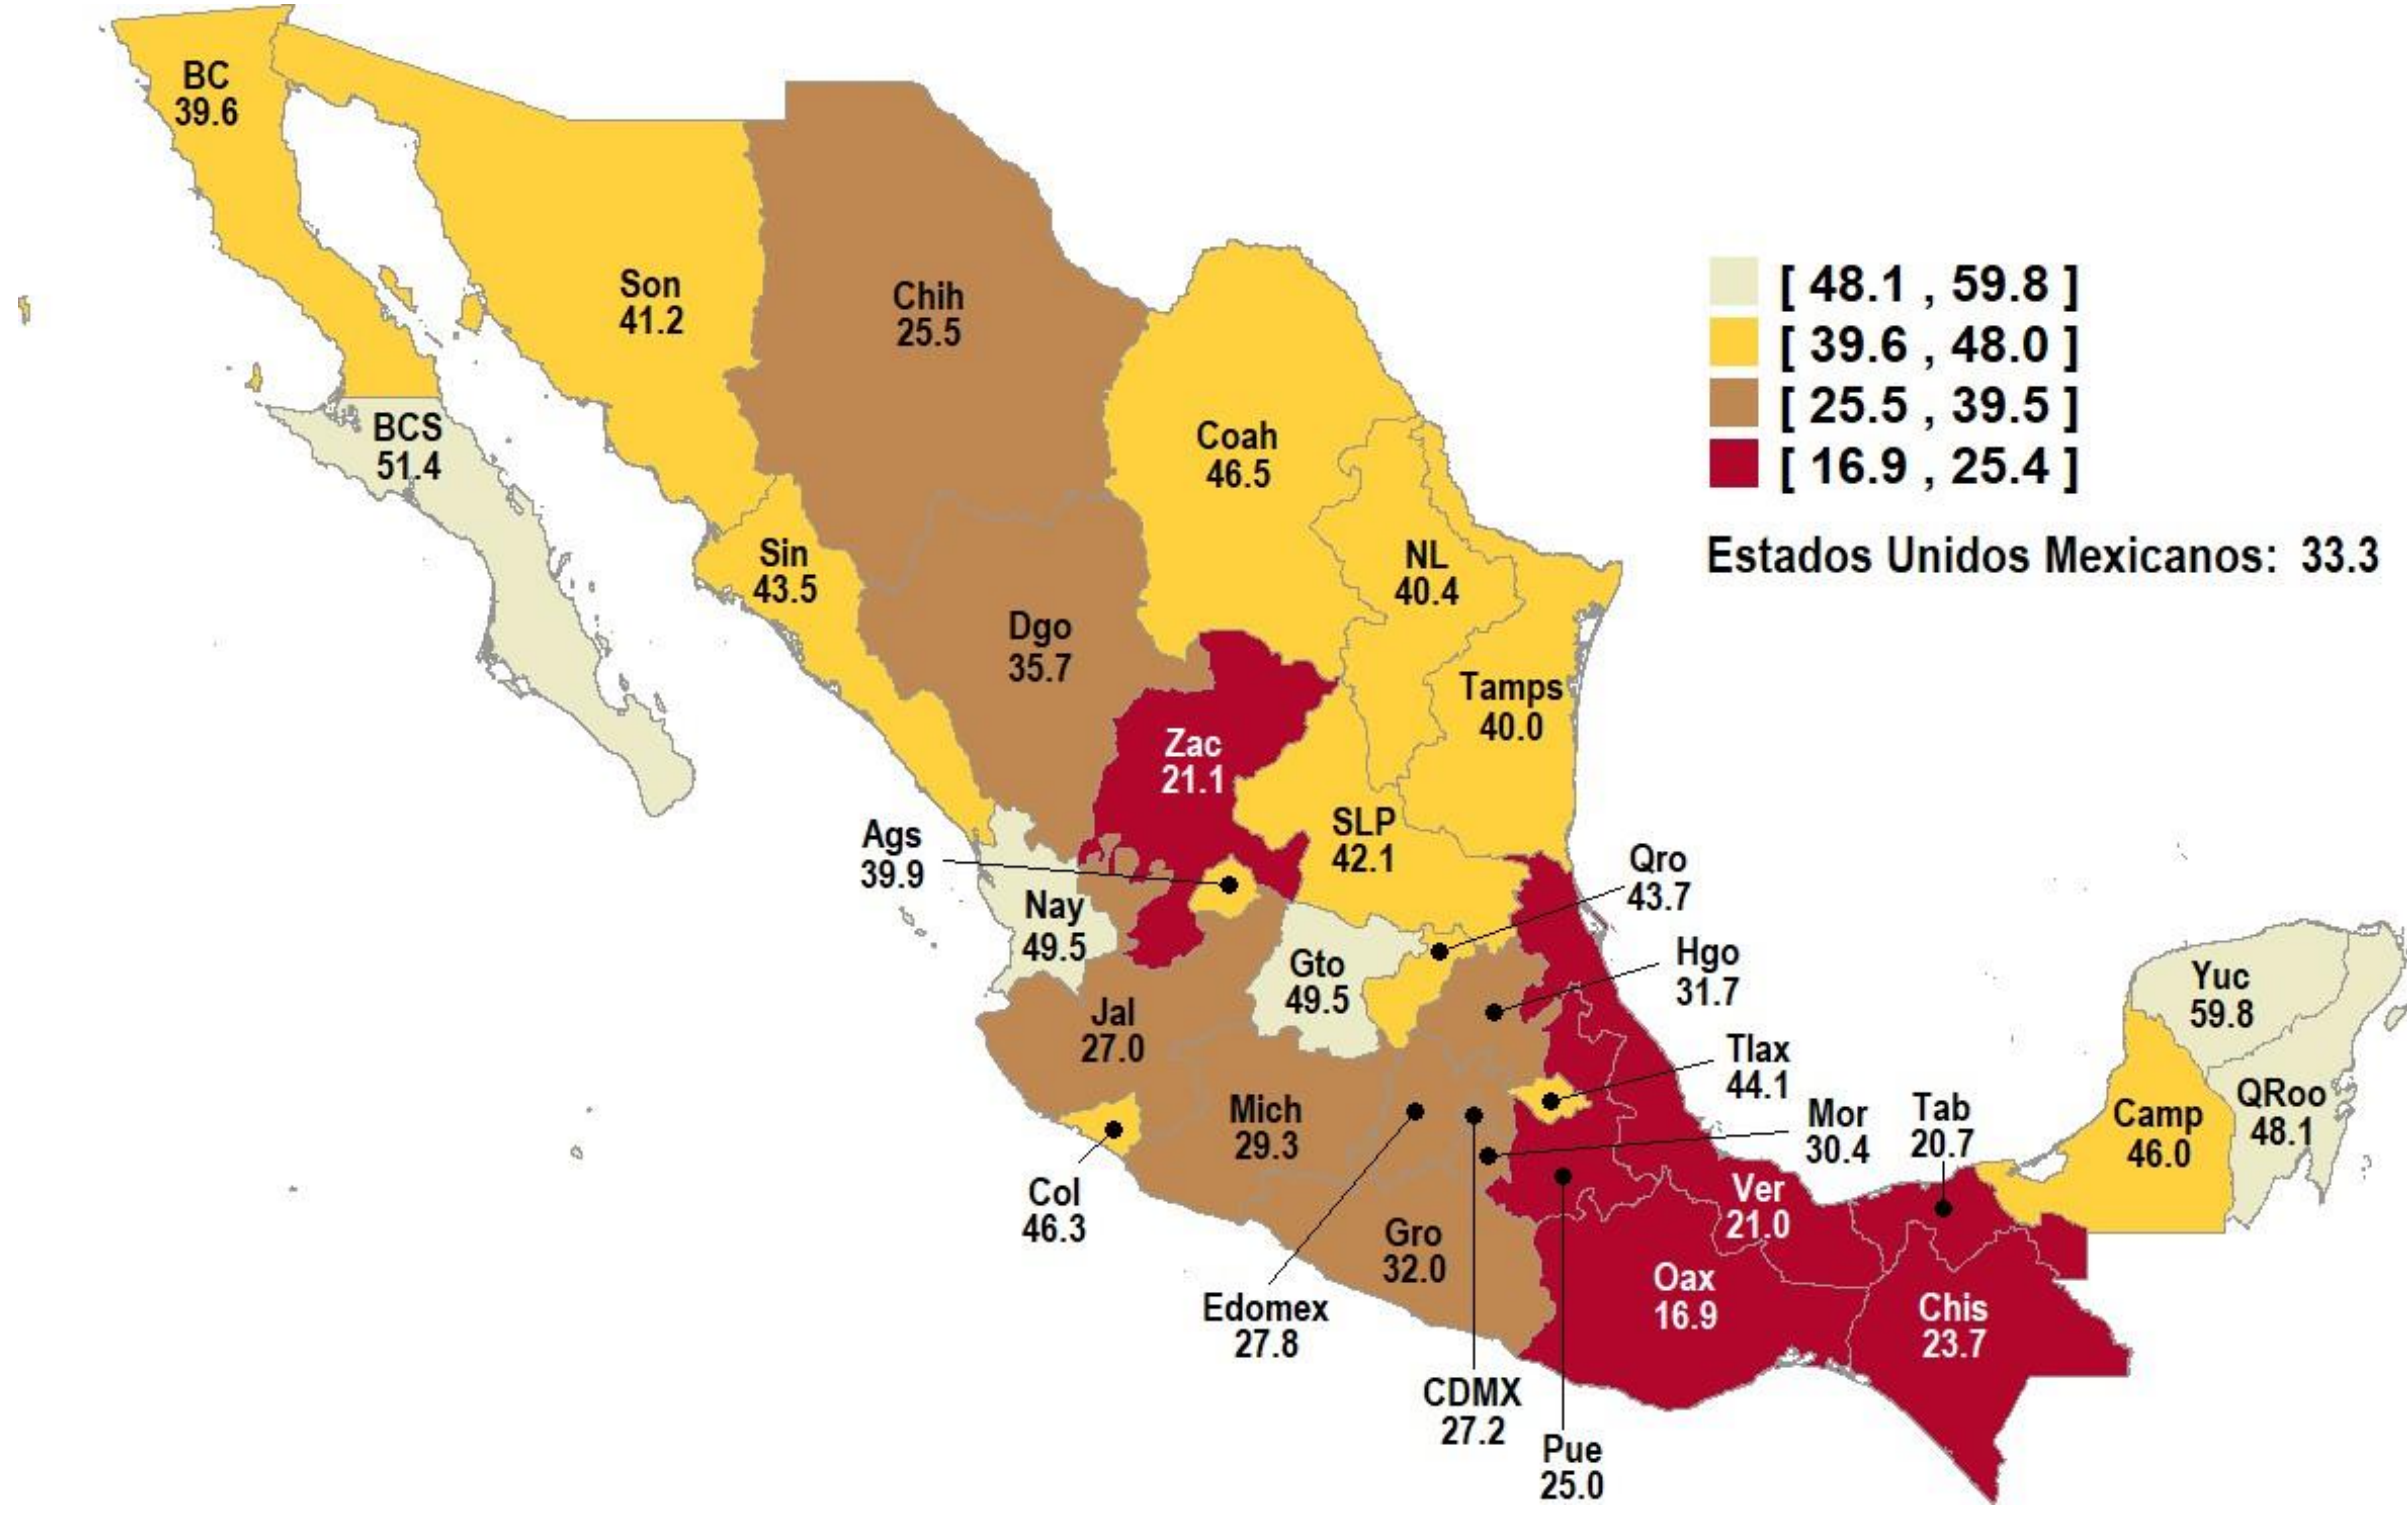 BC
39.6
Son
41.2
Chih
25.5
[ 48.1 , 59.8 ]
[ 39.6 , 48.0 ]
[ 25.5 , 39.5 ]
[ 16.9 , 25.4 ]
Estados Unidos Mexicanos: 33.3
BCS
51.4
Coah
46.5
Sin
43.5
NL
40.4
Dgo
35.7
Tamps
40.0
Zac
21.1
SLP
42.1
Ags
39.9
Qro
43.7
Nay
49.5
Gto
49.5
Hgo
31.7
Yuc
59.8
Jal
27.0
Tlax
44.1
Mich
29.3
Mor
30.4
Tab
20.7
Camp
46.0
QRoo
48.1
Col
46.3
Ver
21.0
Gro
32.0
Oax
16.9
Chis
23.7
Edomex
27.8
CDMX
27.2
Pue
25.0